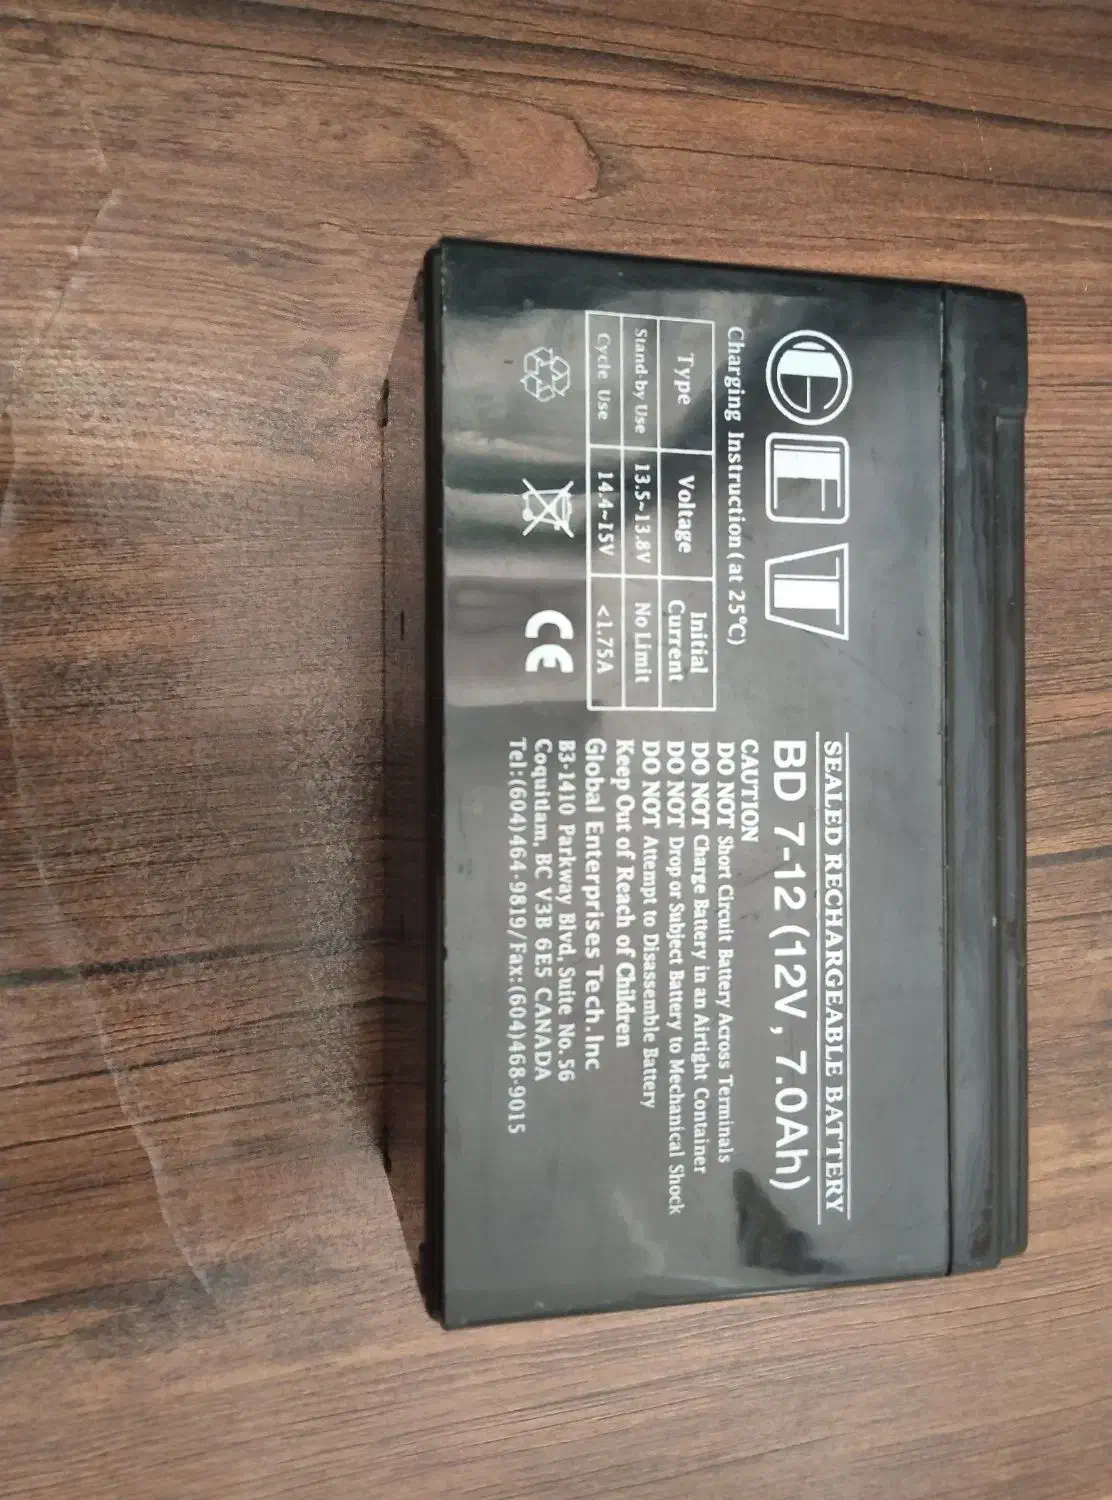 GET
Charging Instruction (at 25°C)
Type Voltage Initial Current
Stand-by Use 13.5~13.8V No Limit
Cycle Use 14.4~15V <1.75A
CE
SEALED RECHARGEABLE BATTERY
BD 7-12 (12V, 7.0Ah)
CAUTION
DO NOT Short Circuit Battery Across Terminals
DO NOT Charge Battery in an Airtight Container
DO NOT Drop or Subject Battery to Mechanical Shock
DO NOT Attempt to Disassemble Battery
Keep Out of Reach of Children
Global Enterprises Tech.Inc
B3-1410 Parkway Blvd, Suite No.56
Coquitlam, BC V3B 6E5 CANADA
Tel:(604)464-9819/Fax:(604)468-9015